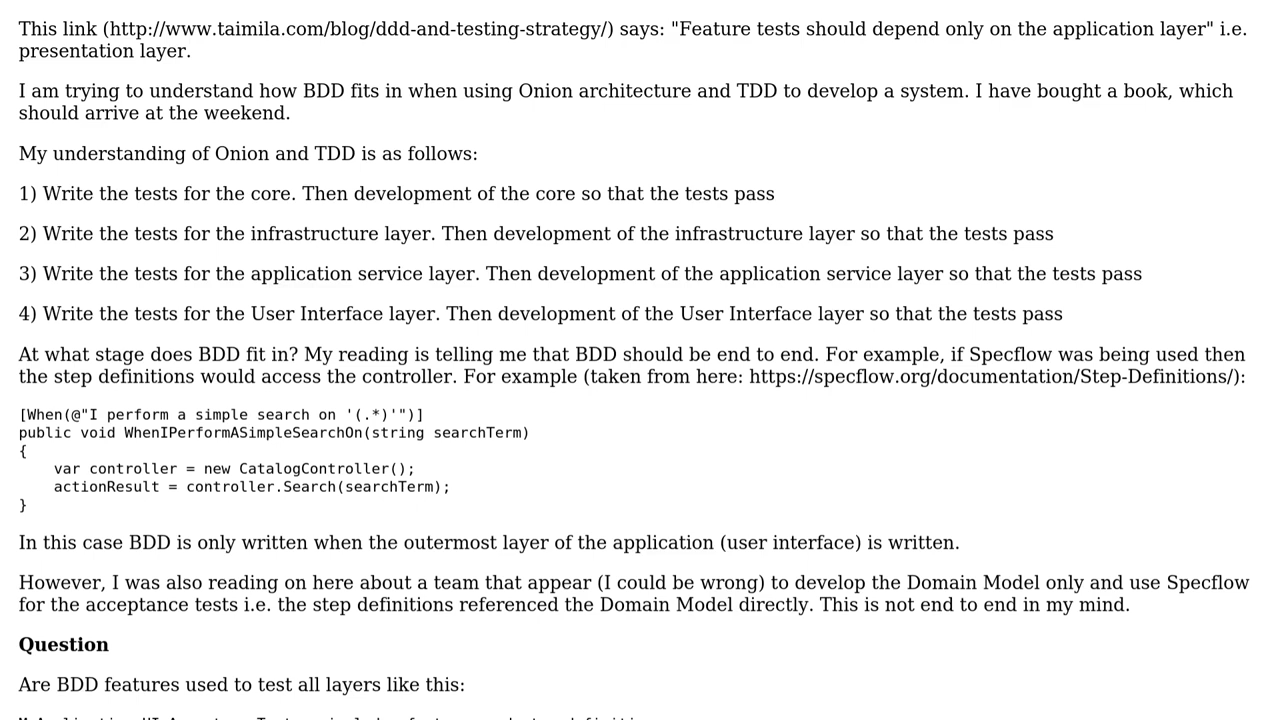 This link (http://www.taimila.com/blog/ddd-and-testing-strategy/) says: "Feature tests should depend only on the application layer" i.e.
presentation layer.
I am trying to understand how BDD fits in when using Onion architecture and TDD to develop a system. I have bought a book, which
should arrive at the weekend.
My understanding of Onion and TDD is as follows:
1) Write the tests for the core. Then development of the core so that the tests pass
2) Write the tests for the infrastructure layer. Then development of the infrastructure layer so that the tests pass
3) Write the tests for the application service layer. Then development of the application service layer so that the tests pass
4) Write the tests for the User Interface layer. Then development of the User Interface layer so that the tests pass
At what stage does BDD fit in? My reading is telling me that BDD should be end to end. For example, if Specflow was being used then
the step definitions would access the controller. For example (taken from here: https://specflow.org/documentation/Step-Definitions/):
[When(@"I perform a simple search on '(.*)'")]
public void WhenIPerformASimpleSearchOn(string searchTerm)
{
    var controller = new CatalogController();
    actionResult = controller.Search(searchTerm);
}
In this case BDD is only written when the outermost layer of the application (user interface) is written.
However, I was also reading on here about a team that appear (I could be wrong) to develop the Domain Model only and use Specflow
for the acceptance tests i.e. the step definitions referenced the Domain Model directly. This is not end to end in my mind.
Question
Are BDD features used to test all layers like this: